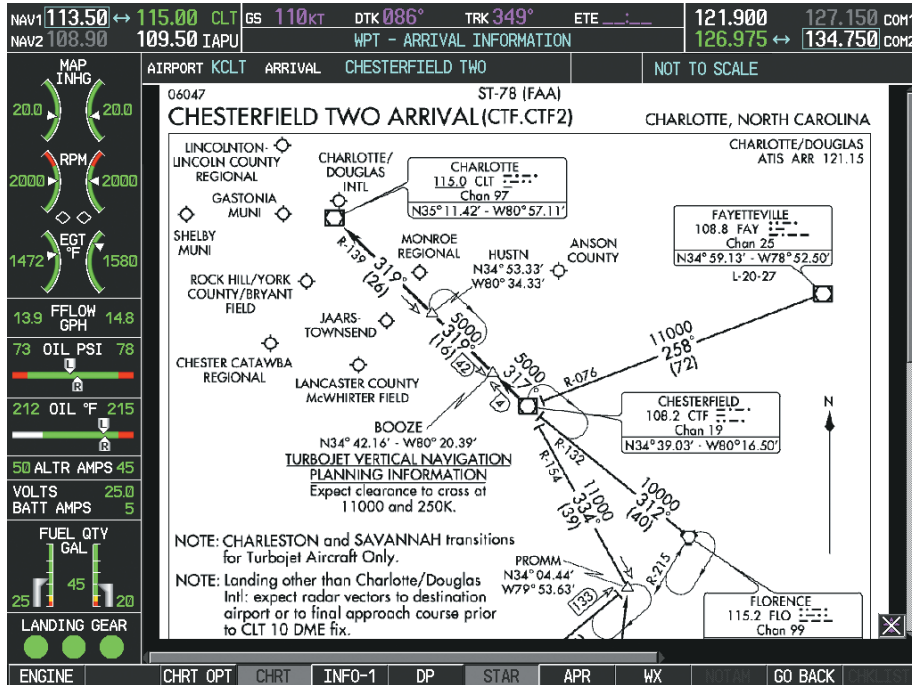 NAV1 113.50 ↔ 115.00 CLT
NAV2 108.90 109.50 IAPU
GS 110KT DTK 086° TRK 349° ETE __:__
WPT - ARRIVAL INFORMATION
121.900 127.150 COM1
126.975 ↔ 134.750 COM2
AIRPORT KCLT ARRIVAL CHESTERFIELD TWO NOT TO SCALE
MAP
INHG
20.0 20.0
RPM
2000 2000
EGT
°F
1472 1580
13.9 FFLOW GPH 14.8
73 OIL PSI 78
L
R
212 OIL °F 215
L
R
50 ALTR AMPS 45
VOLTS 25.0
BATT AMPS 5
FUEL QTY
GAL
45
25 20
LANDING GEAR
06047 ST-78 (FAA)
CHESTERFIELD TWO ARRIVAL (CTF.CTF2) CHARLOTTE, NORTH CAROLINA
CHARLOTTE/DOUGLAS
ATIS ARR 121.15
LINCOLNTON-
LINCOLN COUNTY
REGIONAL
CHARLOTTE/
DOUGLAS
INTL
CHARLOTTE
115.0 CLT
Chan 97
N35°11.42' - W80°57.11'
GASTONIA
MUNI
SHELBY
MUNI
FAYETTEVILLE
108.8 FAY
Chan 25
N34°59.13' - W78°52.50'
L-20-27
R-139
319°
(26)
MONROE
REGIONAL
HUSTN
N34°53.33'
W80°34.33'
ANSON
COUNTY
ROCK HILL/YORK
COUNTY/BRYANT
FIELD
JAARS-
TOWNSEND
5000
319°
(16)
42
CHESTER CATAWBA
REGIONAL
LANCASTER COUNTY
McWHIRTER FIELD
5000
317°
4
R-076
11000
258°
(72)
CHESTERFIELD
108.2 CTF
Chan 19
N34°39.03' - W80°16.50'
N
BOOZE
N34°42.16' - W80°20.39'
TURBOJET VERTICAL NAVIGATION
PLANNING INFORMATION
Expect clearance to cross at
11000 and 250K.
R-132
R-154
11000
334°
(39)
10000
312°
(40)
NOTE: CHARLESTON and SAVANNAH transitions
for Turbojet Aircraft Only.
NOTE: Landing other than Charlotte/Douglas
Intl: expect radar vectors to destination
airport or to final approach course prior
to CLT 10 DME fix.
PROMM
N34°04.44'
W79°53.63'
133
R-215
FLORENCE
115.2 FLO
Chan 99
ENGINE CHRT OPT CHRT INFO-1 DP STAR APR WX NOTAM GO BACK CHKLIST